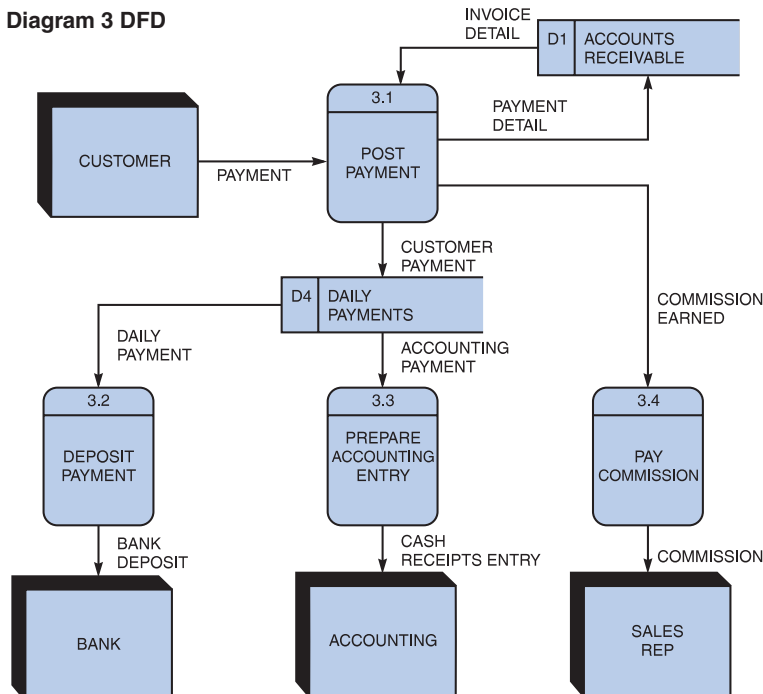 Diagram 3 DFD
INVOICE
DETAIL
D1
ACCOUNTS
RECEIVABLE
3.1
POST
PAYMENT
PAYMENT
DETAIL
CUSTOMER
PAYMENT
CUSTOMER
PAYMENT
D4
DAILY
PAYMENTS
COMMISSION
EARNED
DAILY
PAYMENT
ACCOUNTING
PAYMENT
3.2
DEPOSIT
PAYMENT
3.3
PREPARE
ACCOUNTING
ENTRY
3.4
PAY
COMMISSION
BANK
DEPOSIT
CASH
RECEIPTS ENTRY
COMMISSION
BANK
ACCOUNTING
SALES
REP